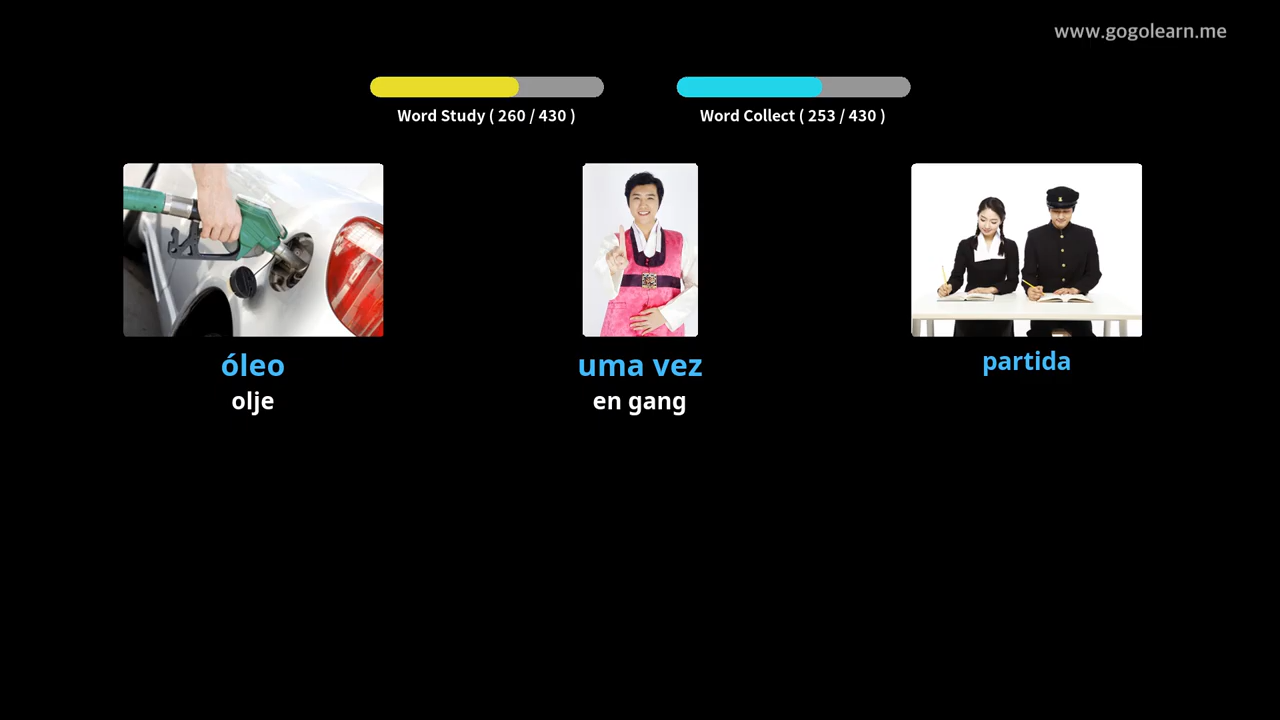 www.gogolearn.me
Word Study ( 260 / 430 )
Word Collect ( 253 / 430 )
óleo
uma vez
partida
olje
en gang